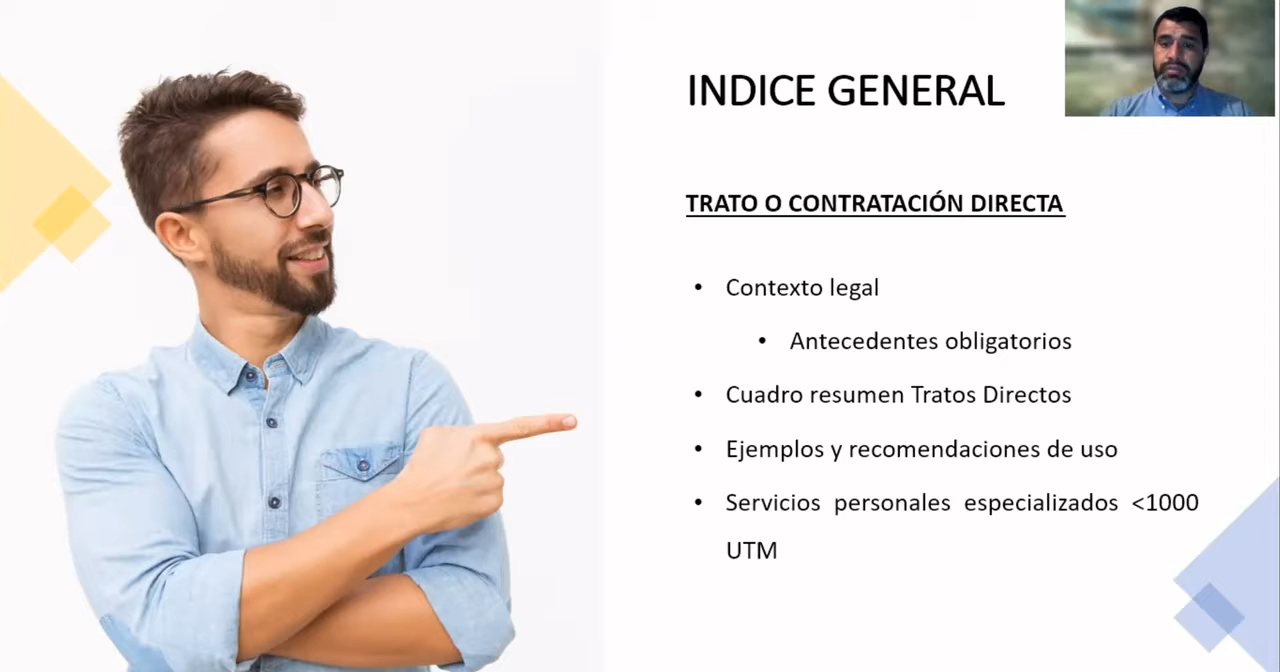 INDICE GENERAL
TRATO O CONTRATACIÓN DIRECTA
• Contexto legal
• Antecedentes obligatorios
• Cuadro resumen Tratos Directos
• Ejemplos y recomendaciones de uso
• Servicios personales especializados <1000
UTM